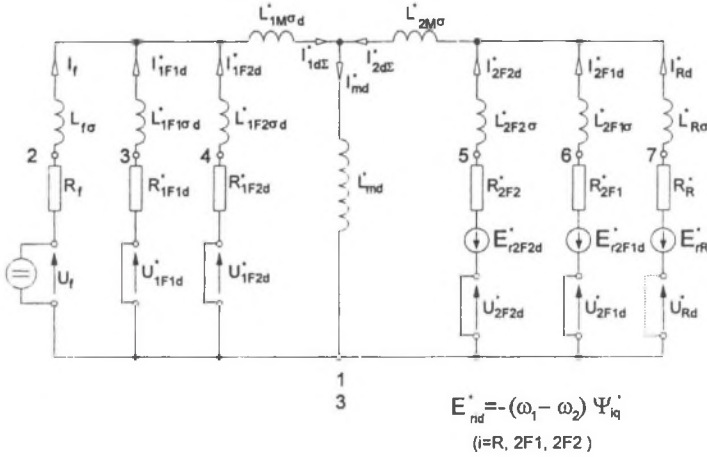 L*1Mσd
L*2Mσ
I*1dΣ
I*2dΣ
If
I*1F1d
I*1F2d
I*md
I*2F2d
I*2F1d
I*Rd
Lfσ
L*1F1σd
L*1F2σd
L*md
L*2F2σ
L*2F1σ
L*Rσ
2
3
4
5
6
7
Rf
R*1F1d
R*1F2d
R*2F2
R*2F1
R*R
E*r2F2d
E*r2F1d
Uf
U*1F1d
U*1F2d
U*2F2d
U*2F1d
U*Rd
1
3
E*rid=-(ω1-ω2) Ψ*iq
(i=R, 2F1, 2F2)